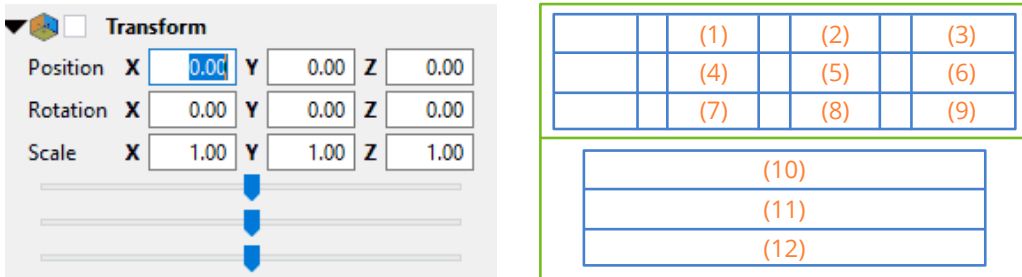 Transform
Position X 0.00 Y 0.00 Z 0.00
Rotation X 0.00 Y 0.00 Z 0.00
Scale X 1.00 Y 1.00 Z 1.00
(1) (2) (3)
(4) (5) (6)
(7) (8) (9)
(10)
(11)
(12)